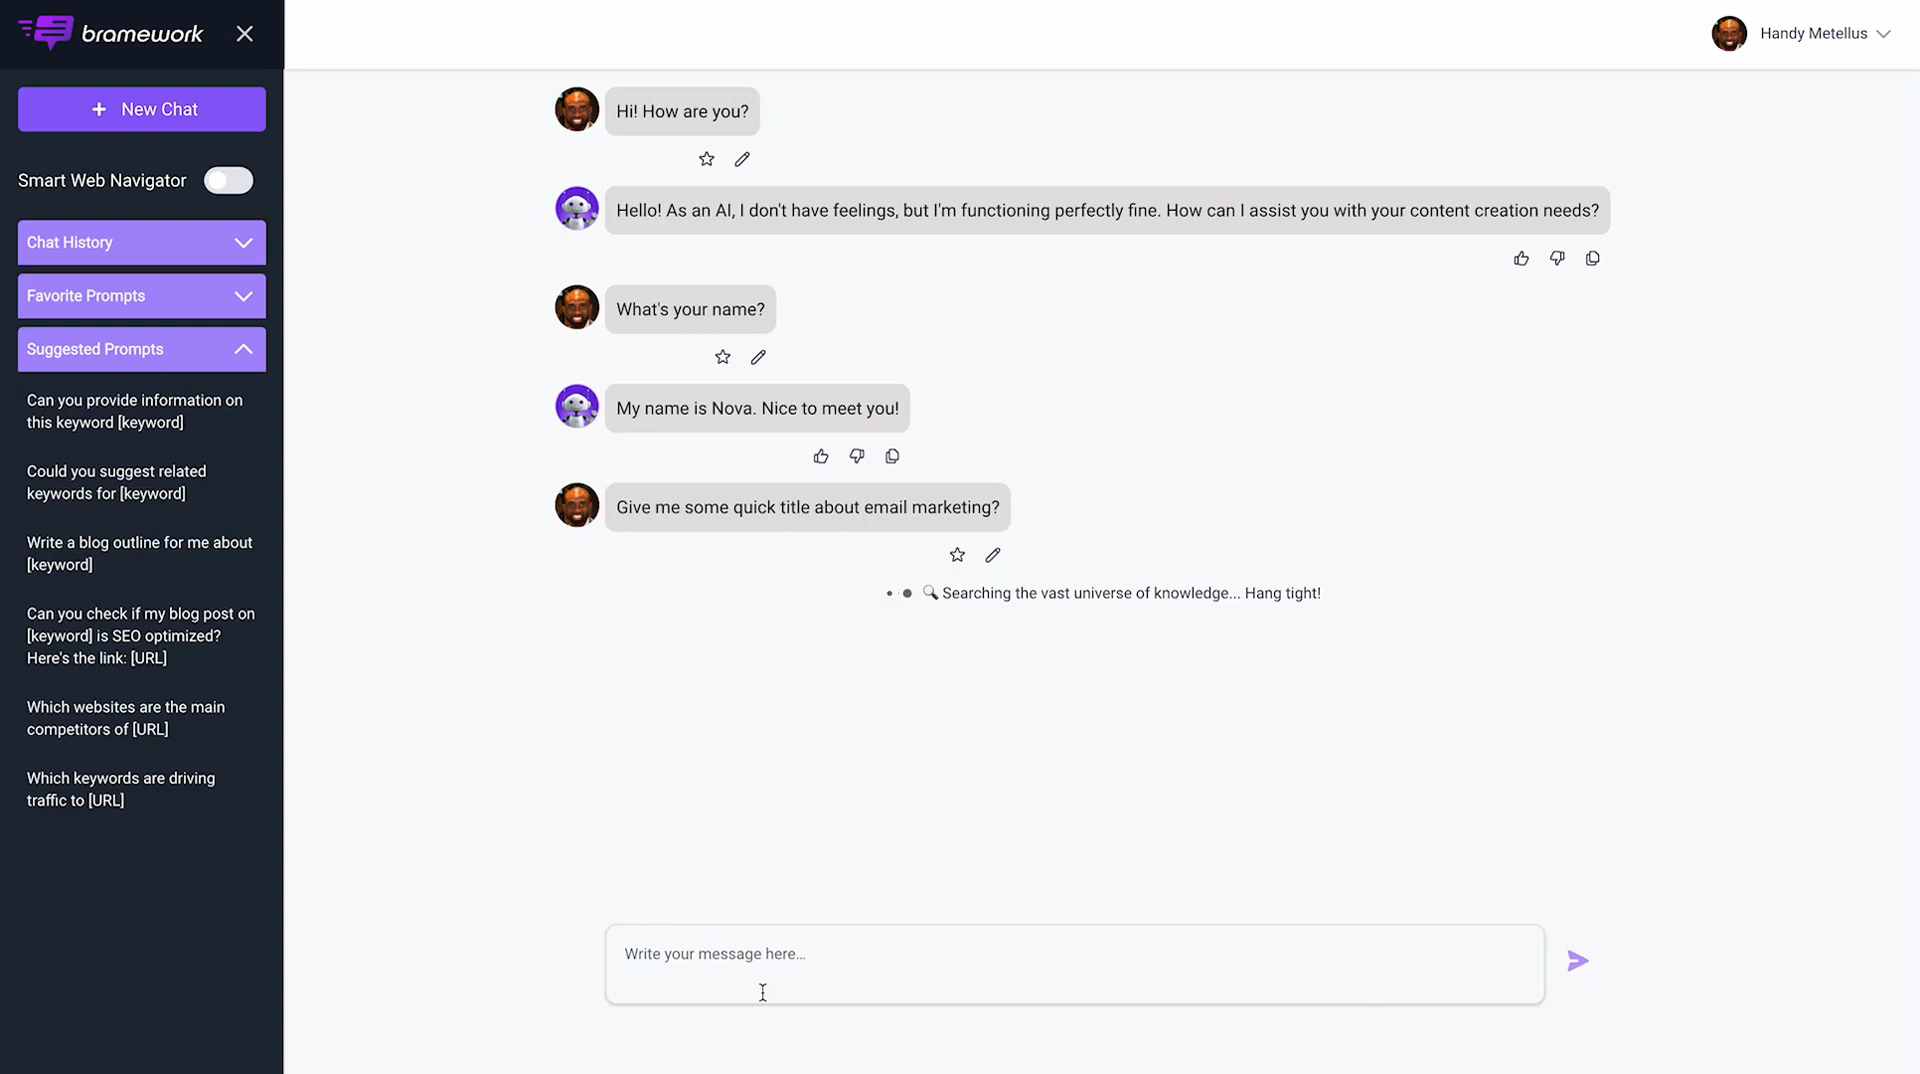 bramework
Handy Metellus
New Chat
Smart Web Navigator
Chat History
Favorite Prompts
Suggested Prompts
Can you provide information on
this keyword [keyword]
Could you suggest related
keywords for [keyword]
Write a blog outline for me about
[keyword]
Can you check if my blog post on
[keyword] is SEO optimized?
Here's the link: [URL]
Which websites are the main
competitors of [URL]
Which keywords are driving
traffic to [URL]
Hi! How are you?
Hello! As an AI, I don't have feelings, but I'm functioning perfectly fine. How can I assist you with your content creation needs?
What's your name?
My name is Nova. Nice to meet you!
Give me some quick title about email marketing?
🔍 Searching the vast universe of knowledge... Hang tight!
Write your message here...